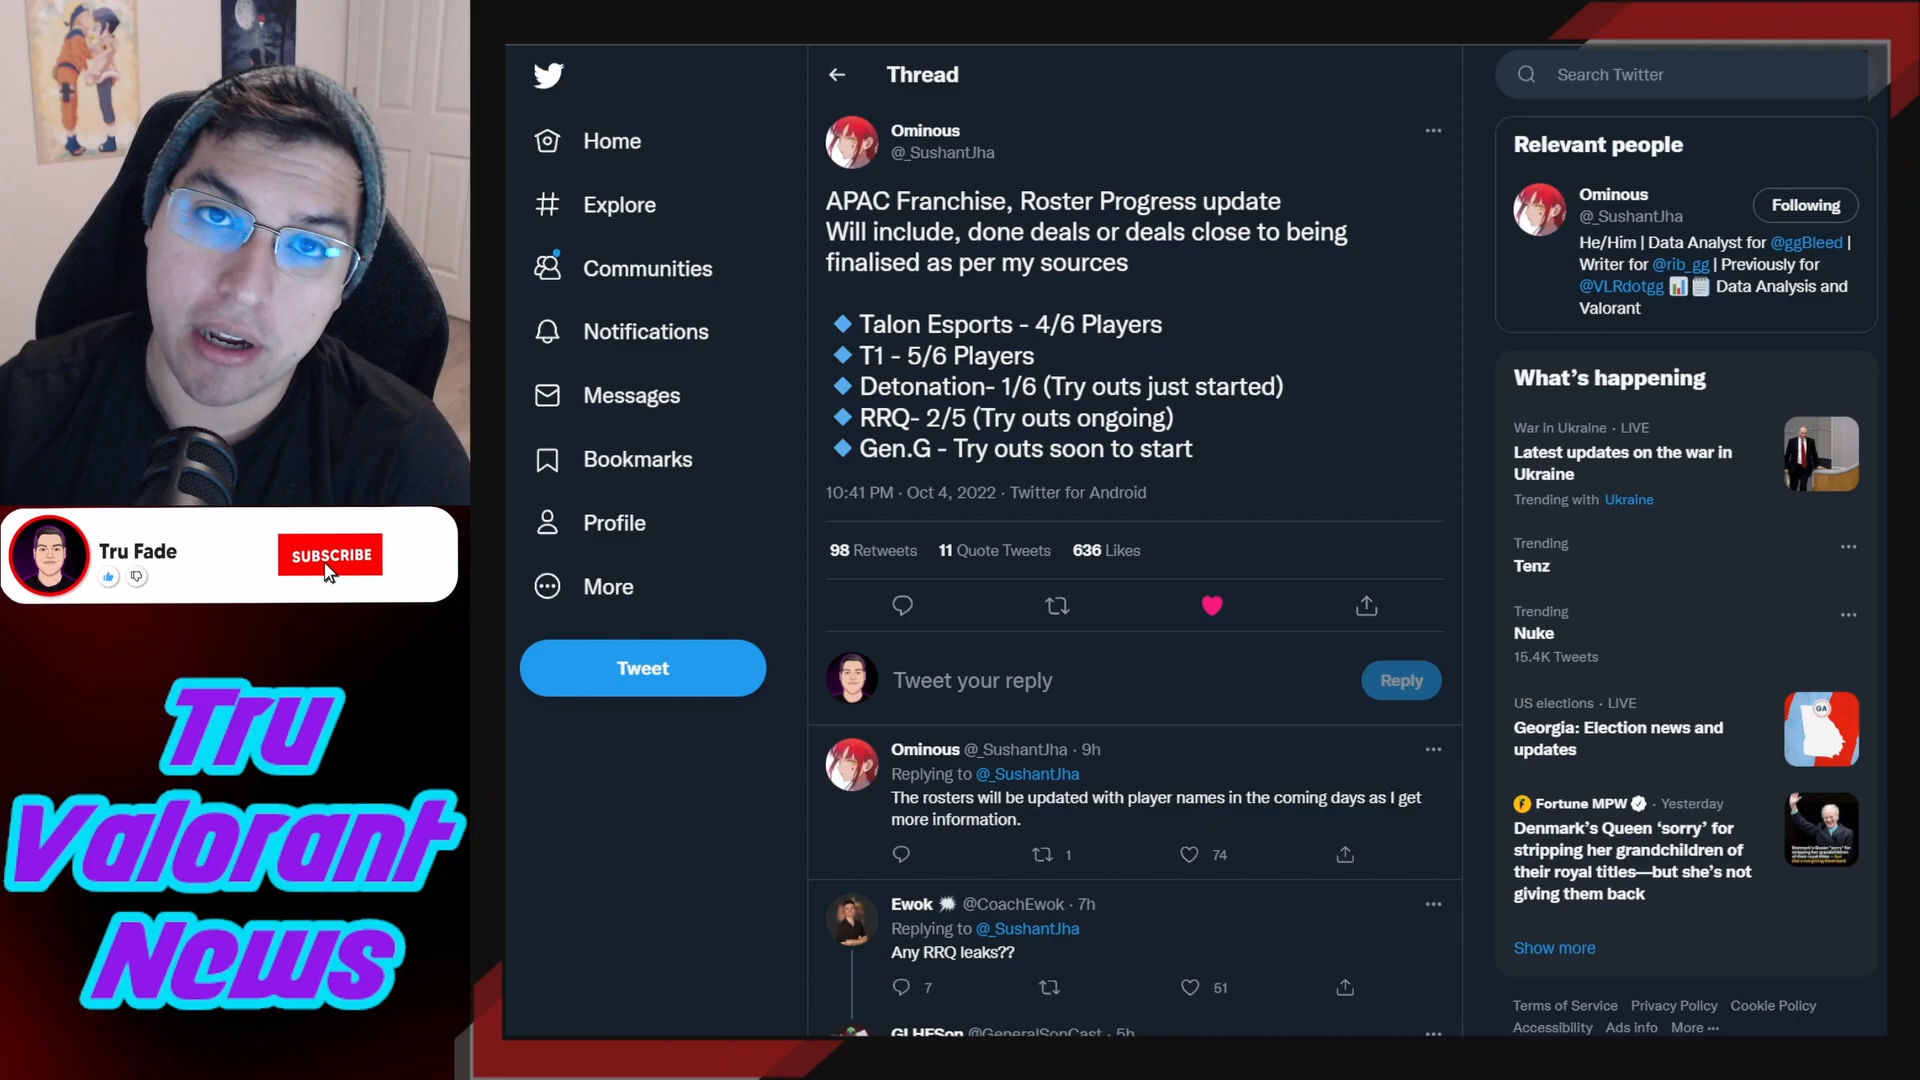 Tru Fade
SUBSCRIBE
Tru
Valorant
News
Home
Explore
Communities
Notifications
Messages
Bookmarks
Profile
More
Tweet
Thread
Ominous
@_SushantJha
APAC Franchise, Roster Progress update
Will include, done deals or deals close to being
finalised as per my sources
Talon Esports - 4/6 Players
T1 - 5/6 Players
Detonation- 1/6 (Try outs just started)
RRQ- 2/5 (Try outs ongoing)
Gen.G - Try outs soon to start
10:41 PM · Oct 4, 2022 · Twitter for Android
98 Retweets 11 Quote Tweets 636 Likes
Tweet your reply
Reply
Ominous @_SushantJha · 9h
Replying to @_SushantJha
The rosters will be updated with player names in the coming days as I get
more information.
1 74
Ewok @CoachEwok · 7h
Replying to @_SushantJha
Any RRQ leaks??
7 51
GLHFSon @GeneralSonCast · 5h
Search Twitter
Relevant people
Ominous
@_SushantJha
Following
He/Him | Data Analyst for @ggBleed |
Writer for @rib_gg | Previously for
@VLRdotgg Data Analysis and
Valorant
What's happening
War in Ukraine · LIVE
Latest updates on the war in
Ukraine
Trending with Ukraine
Trending
Tenz
Trending
Nuke
15.4K Tweets
US elections · LIVE
Georgia: Election news and
updates
GA
Fortune MPW · Yesterday
Denmark's Queen 'sorry' for
stripping her grandchildren of
their royal titles—but she's not
giving them back
Show more
Terms of Service Privacy Policy Cookie Policy
Accessibility Ads info More ···